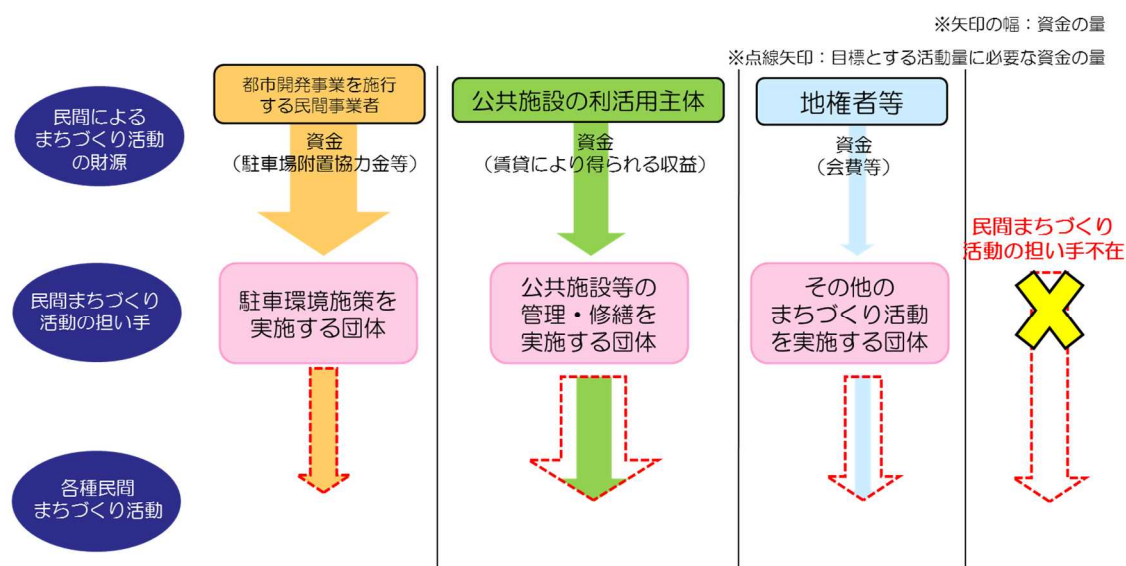 ※矢印の幅：資金の量
※点線矢印：目標とする活動量に必要な資金の量
民間による
まちづくり活動
の財源
都市開発事業を施行
する民間事業者
資金
（駐車場附置協力金等）
公共施設の利活用主体
資金
（賃貸により得られる収益）
地権者等
資金
（会費等）
民間まちづくり
活動の担い手不在
民間まちづくり
活動の担い手
駐車環境施策を
実施する団体
公共施設等の
管理・修繕を
実施する団体
その他の
まちづくり活動
を実施する団体
各種民間
まちづくり活動